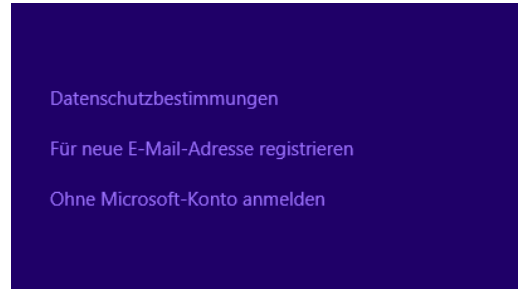 Datenschutzbestimmungen
Für neue E-Mail-Adresse registrieren
Ohne Microsoft-Konto anmelden